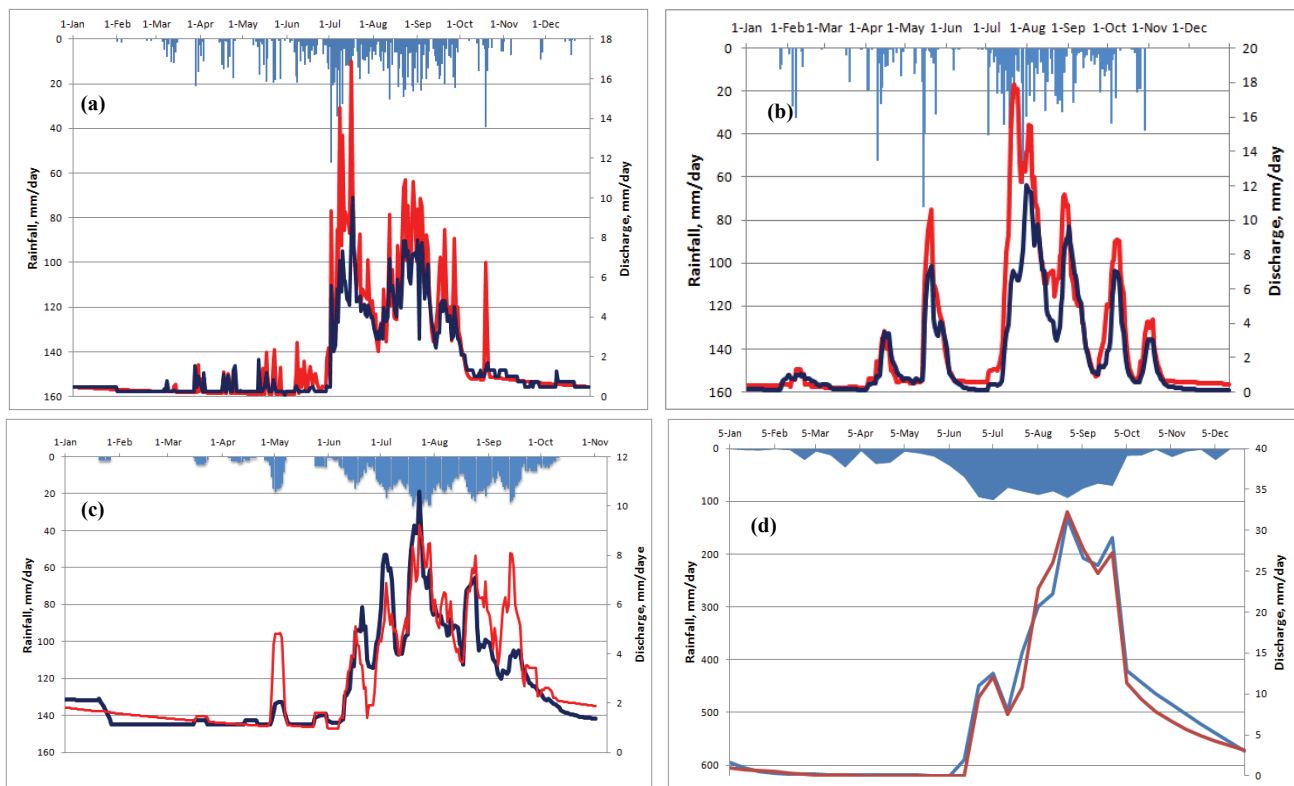 1-Jan 1-Feb 1-Mar 1-Apr 1-May 1-Jun 1-Jul 1-Aug 1-Sep 1-Oct 1-Nov 1-Dec
0 20 40 60 80 100 120 140 160
Rainfall, mm/day
(a)
18 16 14 12 10 8 6 4 2 0
Discharge, mm/day
1-Jan 1-Feb 1-Mar 1-Apr 1-May 1-Jun 1-Jul 1-Aug 1-Sep 1-Oct 1-Nov 1-Dec
0 20 40 60 80 100 120 140 160
Rainfall, mm/day
(b)
20 18 16 14 12 10 8 6 4 2 0
Discharge, mm/day
1-Jan 1-Feb 1-Mar 1-Apr 1-May 1-Jun 1-Jul 1-Aug 1-Sep 1-Oct 1-Nov
0 20 40 60 80 100 120 140 160
Rainfall, mm/day
(c)
12 10 8 6 4 2 0
Discharge, mm/daye
5-Jan 5-Feb 5-Mar 5-Apr 5-May 5-Jun 5-Jul 5-Aug 5-Sep 5-Oct 5-Nov 5-Dec
0 100 200 300 400 500 600
Rainfall, mm/day
(d)
40 35 30 25 20 15 10 5 0
Discharge, mm/day